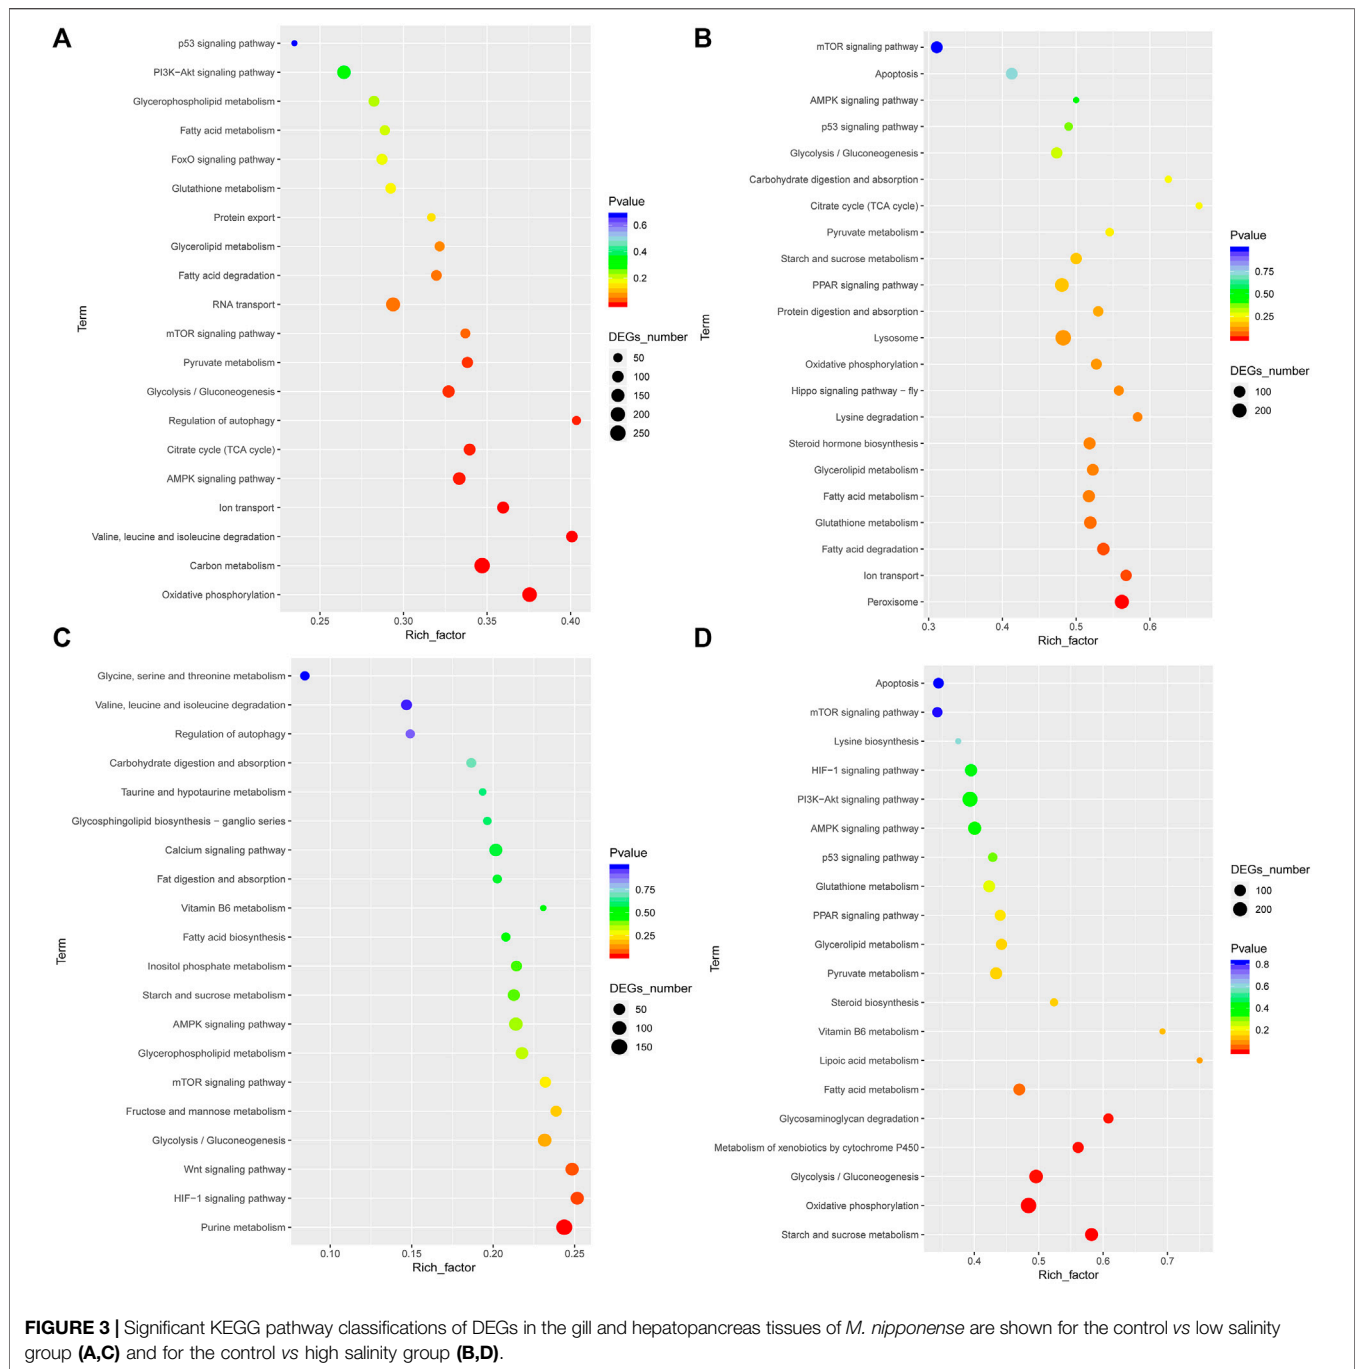 A
p53 signaling pathway
PI3K−Akt signaling pathway
Glycerophospholipid metabolism
Fatty acid metabolism
FoxO signaling pathway
Glutathione metabolism
Protein export
Glycerolipid metabolism
Fatty acid degradation
RNA transport
mTOR signaling pathway
Pyruvate metabolism
Glycolysis / Gluconeogenesis
Regulation of autophagy
Citrate cycle (TCA cycle)
AMPK signaling pathway
Ion transport
Valine, leucine and isoleucine degradation
Carbon metabolism
Oxidative phosphorylation
Term
0.25 0.30 0.35 0.40
Rich_factor
Pvalue
0.6
0.4
0.2
DEGs_number
50
100
150
200
250
B
mTOR signaling pathway
Apoptosis
AMPK signaling pathway
p53 signaling pathway
Glycolysis / Gluconeogenesis
Carbohydrate digestion and absorption
Citrate cycle (TCA cycle)
Pyruvate metabolism
Starch and sucrose metabolism
PPAR signaling pathway
Protein digestion and absorption
Lysosome
Oxidative phosphorylation
Hippo signaling pathway − fly
Lysine degradation
Steroid hormone biosynthesis
Glycerolipid metabolism
Fatty acid metabolism
Glutathione metabolism
Fatty acid degradation
Ion transport
Peroxisome
Term
0.3 0.4 0.5 0.6
Rich_factor
Pvalue
0.75
0.50
0.25
DEGs_number
100
200
C
Glycine, serine and threonine metabolism
Valine, leucine and isoleucine degradation
Regulation of autophagy
Carbohydrate digestion and absorption
Taurine and hypotaurine metabolism
Glycosphingolipid biosynthesis − ganglio series
Calcium signaling pathway
Fat digestion and absorption
Vitamin B6 metabolism
Fatty acid biosynthesis
Inositol phosphate metabolism
Starch and sucrose metabolism
AMPK signaling pathway
Glycerophospholipid metabolism
mTOR signaling pathway
Fructose and mannose metabolism
Glycolysis / Gluconeogenesis
Wnt signaling pathway
HIF−1 signaling pathway
Purine metabolism
Term
0.10 0.15 0.20 0.25
Rich_factor
Pvalue
0.75
0.50
0.25
DEGs_number
50
100
150
D
Apoptosis
mTOR signaling pathway
Lysine biosynthesis
HIF−1 signaling pathway
PI3K−Akt signaling pathway
AMPK signaling pathway
p53 signaling pathway
Glutathione metabolism
PPAR signaling pathway
Glycerolipid metabolism
Pyruvate metabolism
Steroid biosynthesis
Vitamin B6 metabolism
Lipoic acid metabolism
Fatty acid metabolism
Glycosaminoglycan degradation
Metabolism of xenobiotics by cytochrome P450
Glycolysis / Gluconeogenesis
Oxidative phosphorylation
Starch and sucrose metabolism
Term
0.4 0.5 0.6 0.7
Rich_factor
DEGs_number
100
200
Pvalue
0.8
0.6
0.4
0.2
FIGURE 3 | Significant KEGG pathway classifications of DEGs in the gill and hepatopancreas tissues of M. nipponense are shown for the control vs low salinity
group (A,C) and for the control vs high salinity group (B,D).